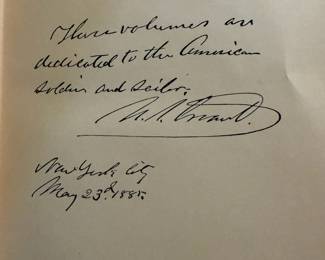 These volumes are
dedicated to the American
soldier and sailor.
U. S. Grant.
New York City
May 23d. 1885.